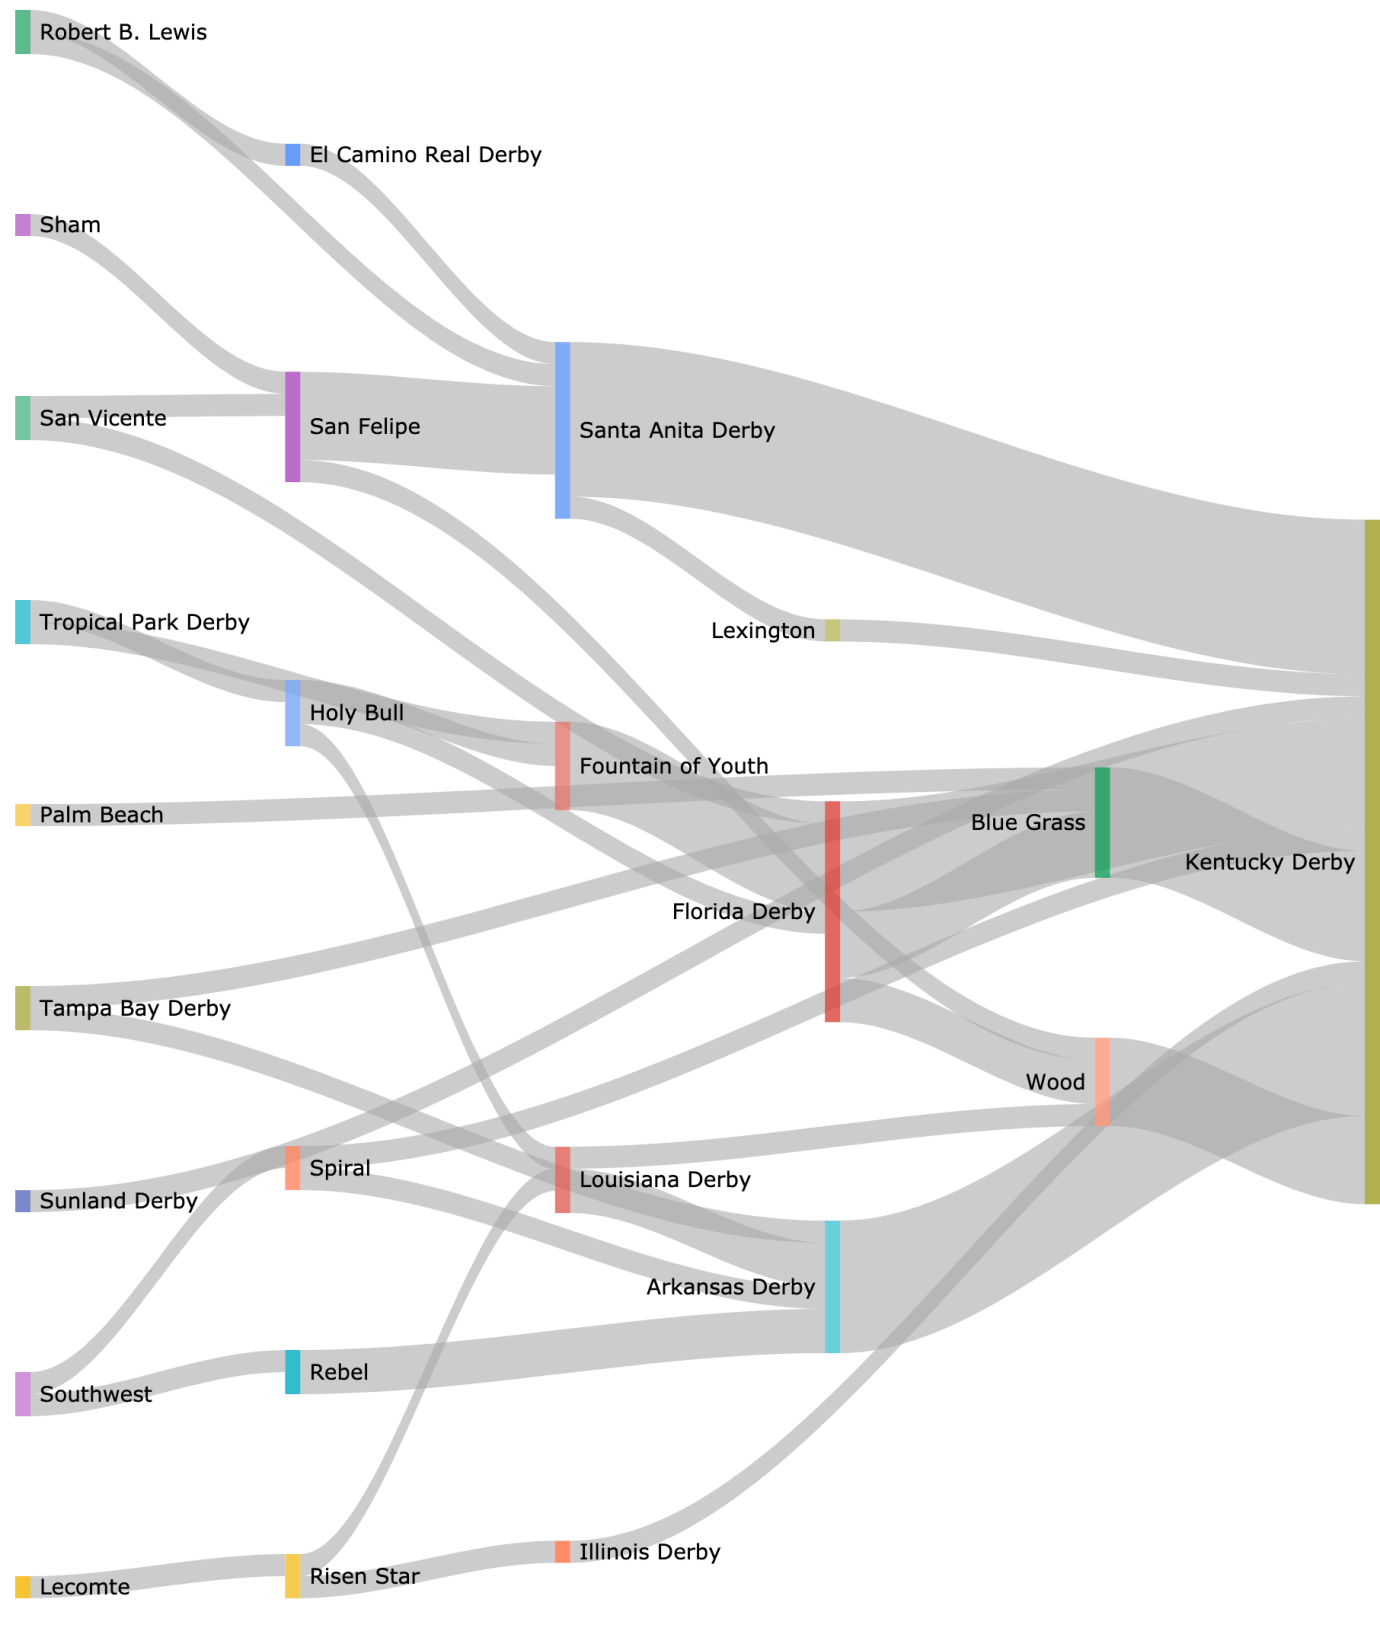 Robert B. Lewis
El Camino Real Derby
Sham
San Vicente
San Felipe
Santa Anita Derby
Tropical Park Derby
Lexington
Holy Bull
Fountain of Youth
Palm Beach
Blue Grass
Kentucky Derby
Florida Derby
Tampa Bay Derby
Wood
Spiral
Louisiana Derby
Sunland Derby
Arkansas Derby
Rebel
Southwest
Illinois Derby
Risen Star
Lecomte